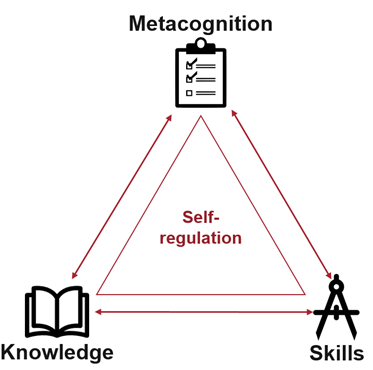 Metacognition
Self-
regulation
Knowledge
Skills